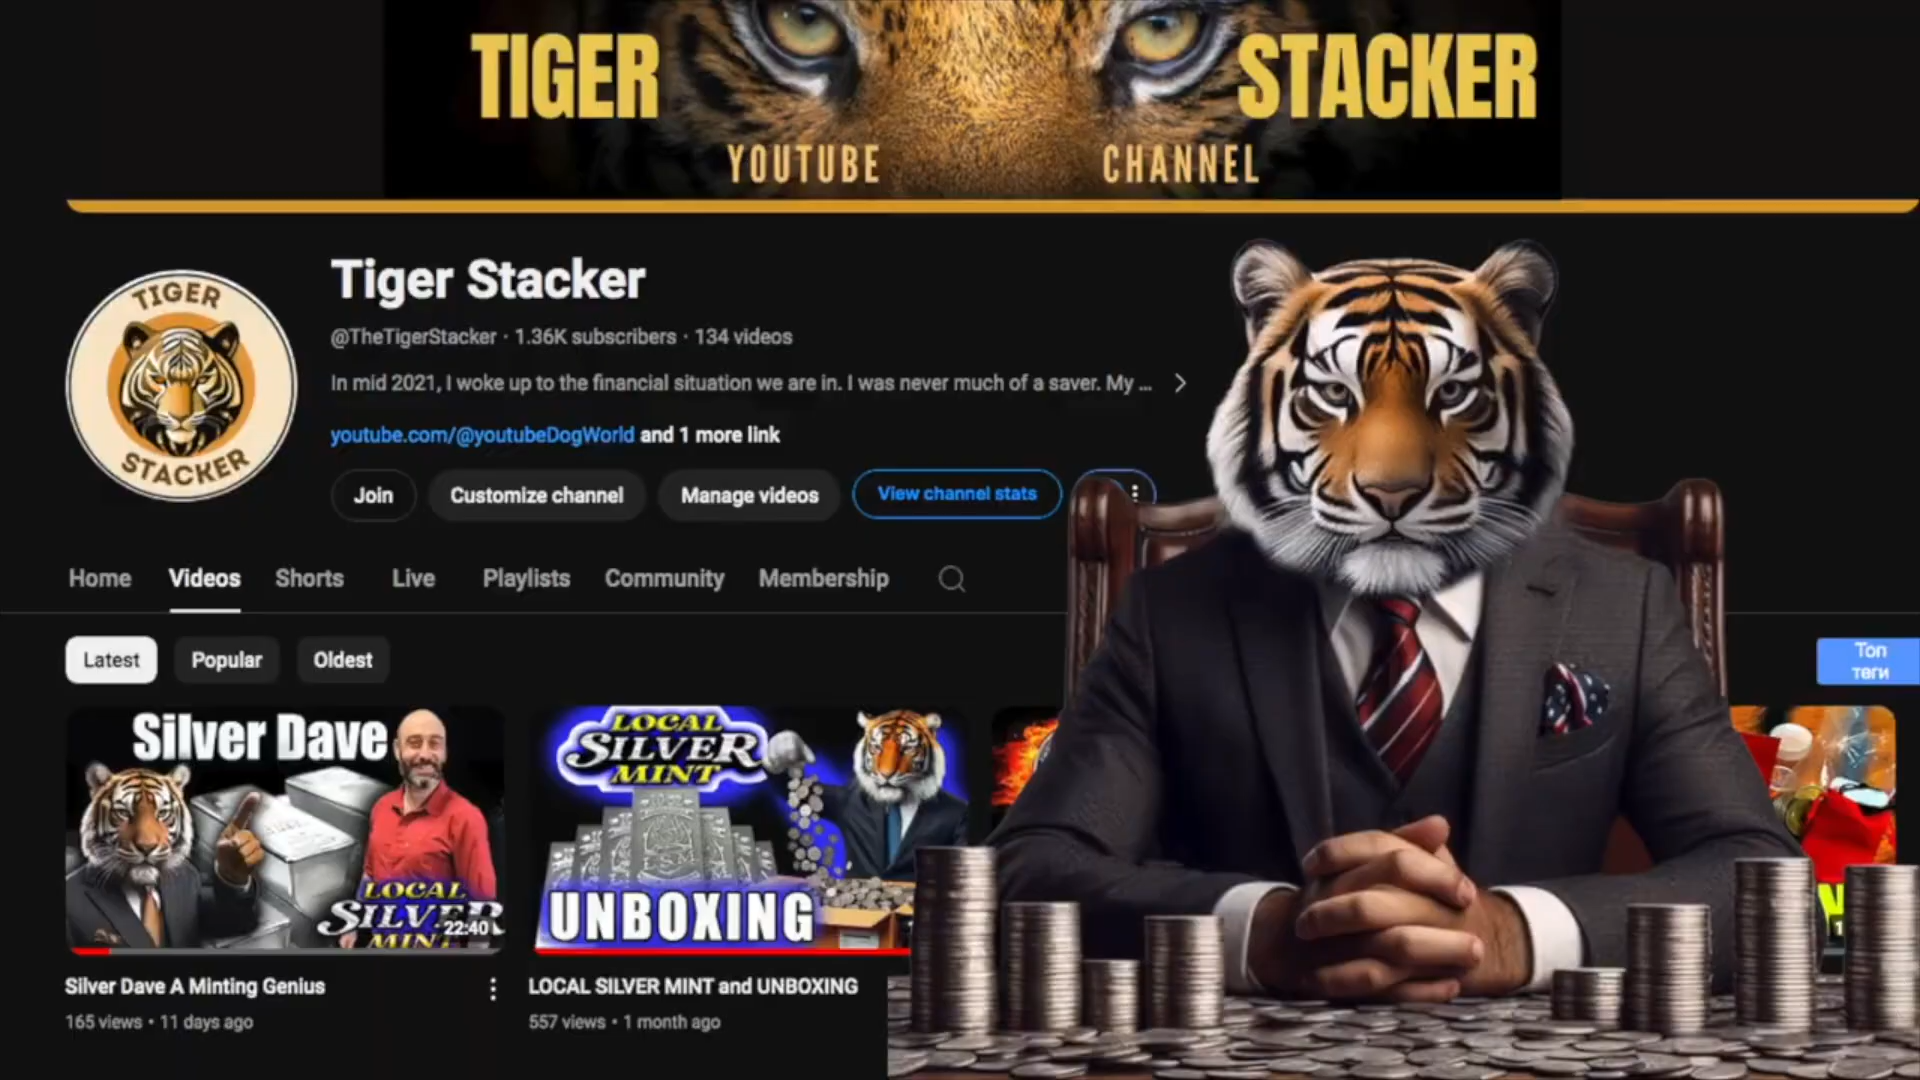 TIGER STACKER
YOUTUBE CHANNEL
TIGER
STACKER
Tiger Stacker
@TheTigerStacker · 1.36K subscribers · 134 videos
In mid 2021, I woke up to the financial situation we are in. I was never much of a saver. My ...
youtube.com/@youtubeDogWorld and 1 more link
Join Customize channel Manage videos View channel stats
Home Videos Shorts Live Playlists Community Membership
Latest Popular Oldest
Топ
теги
Silver Dave
LOCAL
SILVER
MINT
22:40
LOCAL
SILVER
MINT
UNBOXING
Silver Dave A Minting Genius
165 views • 11 days ago
LOCAL SILVER MINT and UNBOXING
557 views • 1 month ago